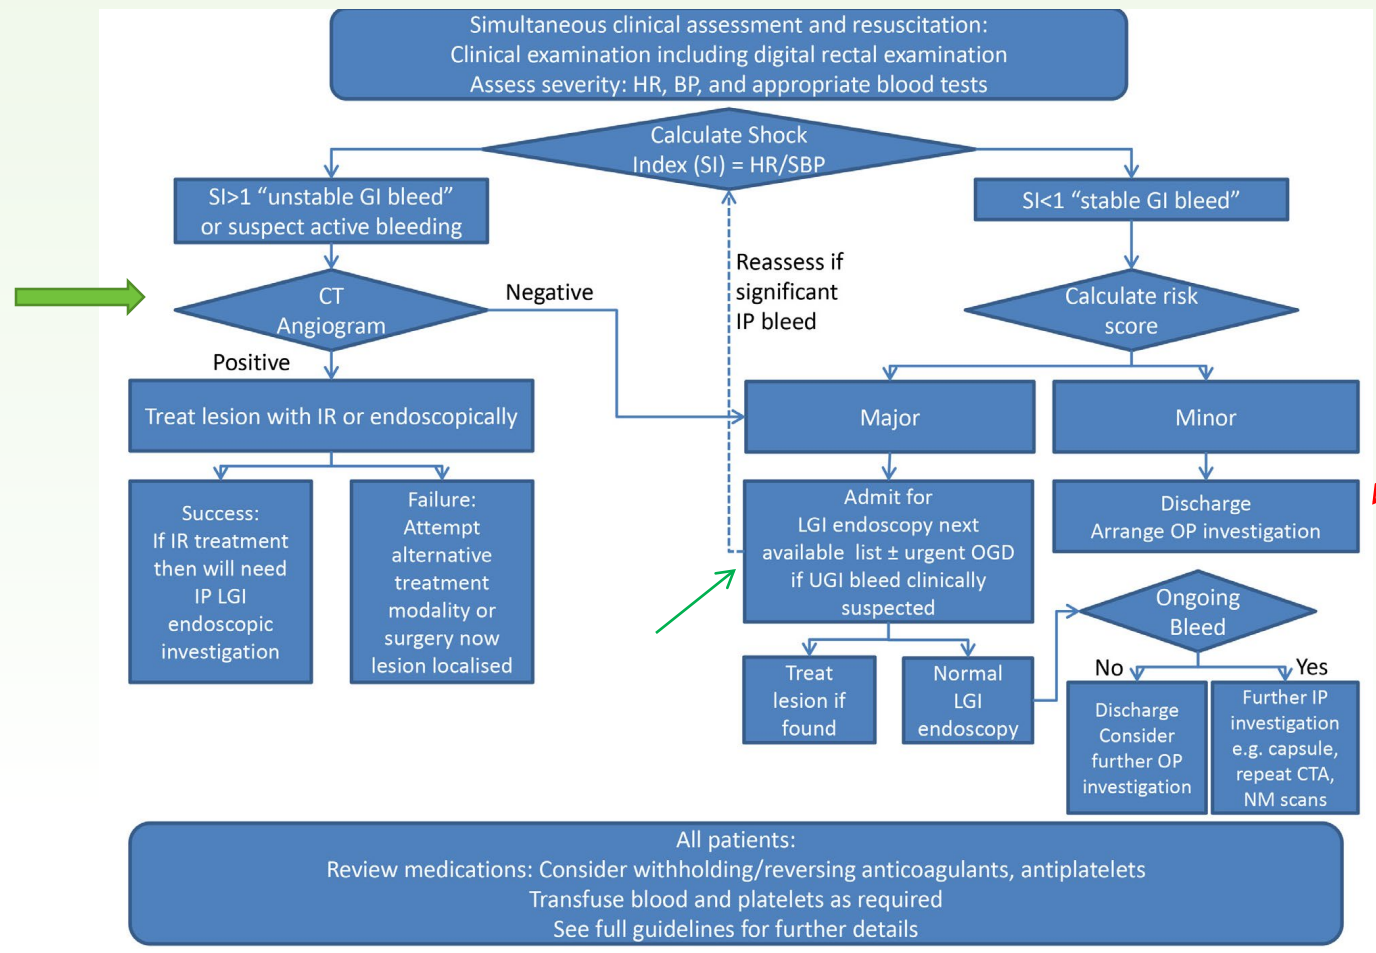 Simultaneous clinical assessment and resuscitation:
Clinical examination including digital rectal examination
Assess severity: HR, BP, and appropriate blood tests
Calculate Shock
Index (SI) = HR/SBP
SI>1 “unstable GI bleed”
or suspect active bleeding
SI<1 “stable GI bleed”
Reassess if
significant
IP bleed
CT
Angiogram
Negative
Positive
Calculate risk
score
Treat lesion with IR or endoscopically
Major
Minor
Success:
If IR treatment
then will need
IP LGI
endoscopic
investigation
Failure:
Attempt
alternative
treatment
modality or
surgery now
lesion localised
Admit for
LGI endoscopy next
available list ± urgent OGD
if UGI bleed clinically
suspected
Discharge
Arrange OP investigation
Treat
lesion if
found
Normal
LGI
endoscopy
Ongoing
Bleed
No
Yes
Discharge
Consider
further OP
investigation
Further IP
investigation
e.g. capsule,
repeat CTA,
NM scans
All patients:
Review medications: Consider withholding/reversing anticoagulants, antiplatelets
Transfuse blood and platelets as required
See full guidelines for further details